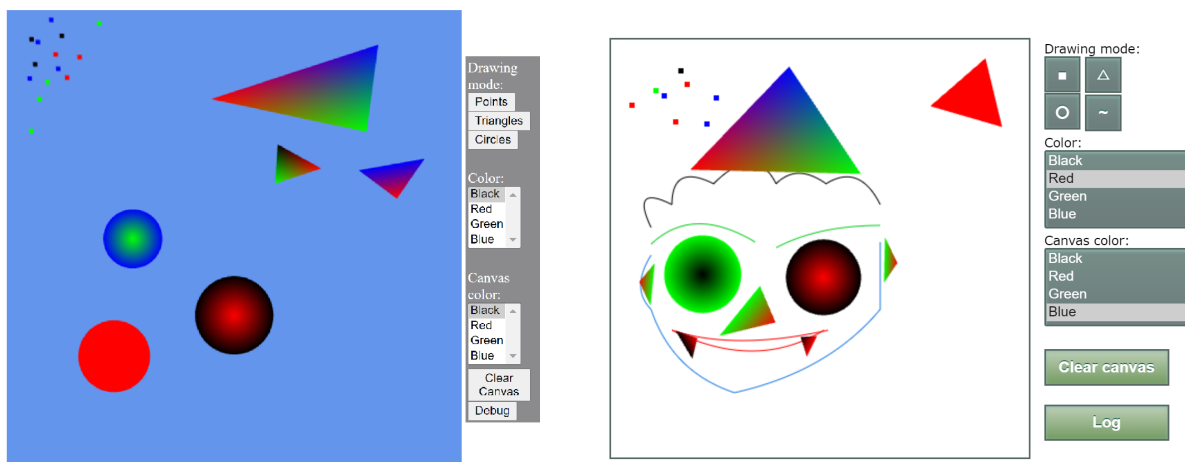 Drawing
mode:
Points
Triangles
Circles
Color:
Black
Red
Green
Blue
Canvas
color:
Black
Red
Green
Blue
Clear
Canvas
Debug
Drawing mode:
~
Color:
Black
Red
Green
Blue
Canvas color:
Black
Red
Green
Blue
Clear canvas
Log